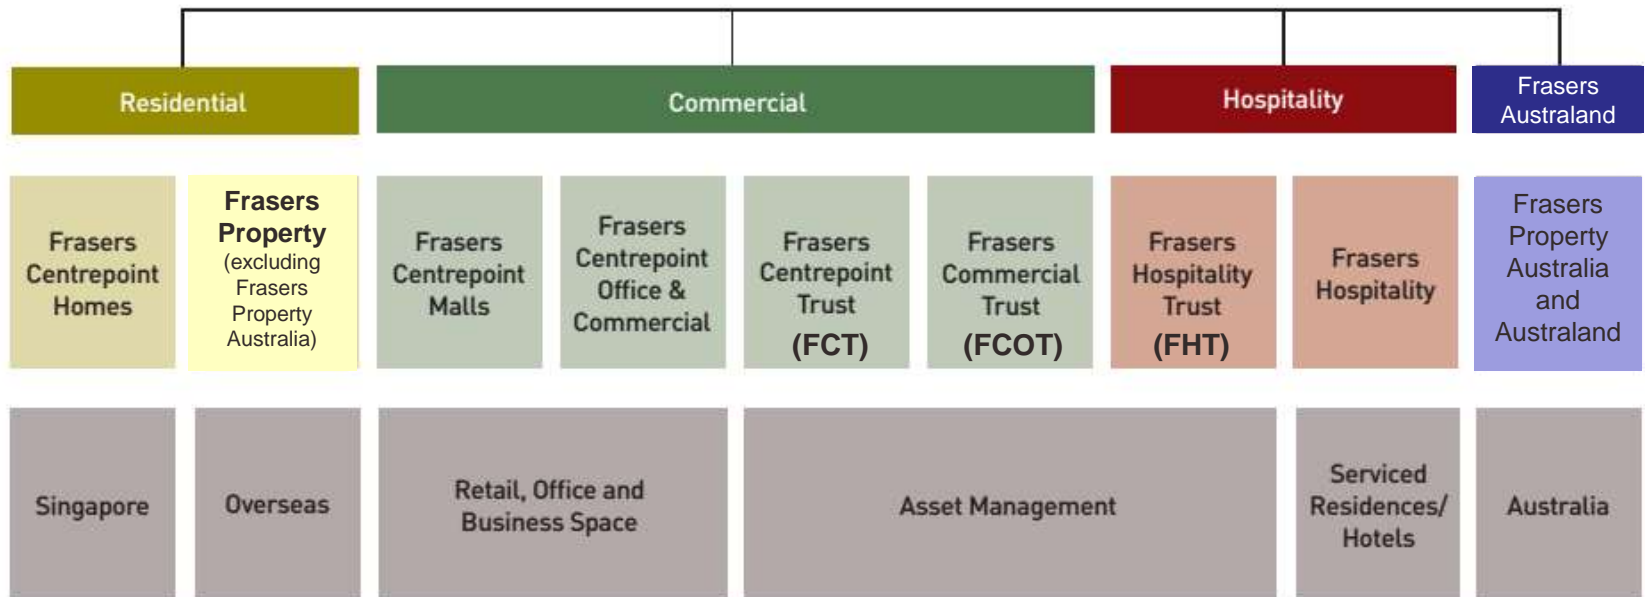 Residential
Commercial
Hospitality
Frasers
Australand
Frasers
Centrepoint
Homes
Frasers
Property
(excluding
Frasers
Property
Australia)
Frasers
Centrepoint
Malls
Frasers
Centrepoint
Office &
Commercial
Frasers
Centrepoint
Trust
(FCT)
Frasers
Commercial
Trust
(FCOT)
Frasers
Hospitality
Trust
(FHT)
Frasers
Hospitality
Frasers
Property
Australia
and
Australand
Singapore
Overseas
Retail, Office and
Business Space
Asset Management
Serviced
Residences/
Hotels
Australia